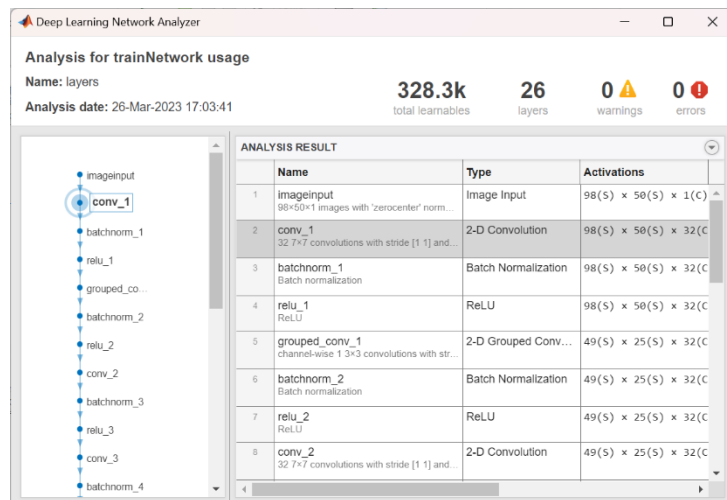 Deep Learning Network Analyzer
Analysis for trainNetwork usage
Name: layers
Analysis date: 26-Mar-2023 17:03:41
328.3k
total learnables
26
layers
0
warnings
0
errors
imageinput
conv_1
batchnorm_1
relu_1
grouped_co...
batchnorm_2
relu_2
conv_2
batchnorm_3
relu_3
conv_3
batchnorm_4
ANALYSIS RESULT
Name Type Activations
1 imageinput Image Input 98(S) x 50(S) x 1(C)
98×50×1 images with 'zerocenter' norm...
2 conv_1 2-D Convolution 98(S) x 50(S) x 32(C
32 7×7 convolutions with stride [1 1] and...
3 batchnorm_1 Batch Normalization 98(S) x 50(S) x 32(C
Batch normalization
4 relu_1 ReLU 98(S) x 50(S) x 32(C
ReLU
5 grouped_conv_1 2-D Grouped Conv... 49(S) x 25(S) x 32(C
channel-wise 1 3×3 convolutions with str...
6 batchnorm_2 Batch Normalization 49(S) x 25(S) x 32(C
Batch normalization
7 relu_2 ReLU 49(S) x 25(S) x 32(C
ReLU
8 conv_2 2-D Convolution 49(S) x 25(S) x 32(C
32 7×7 convolutions with stride [1 1] and...